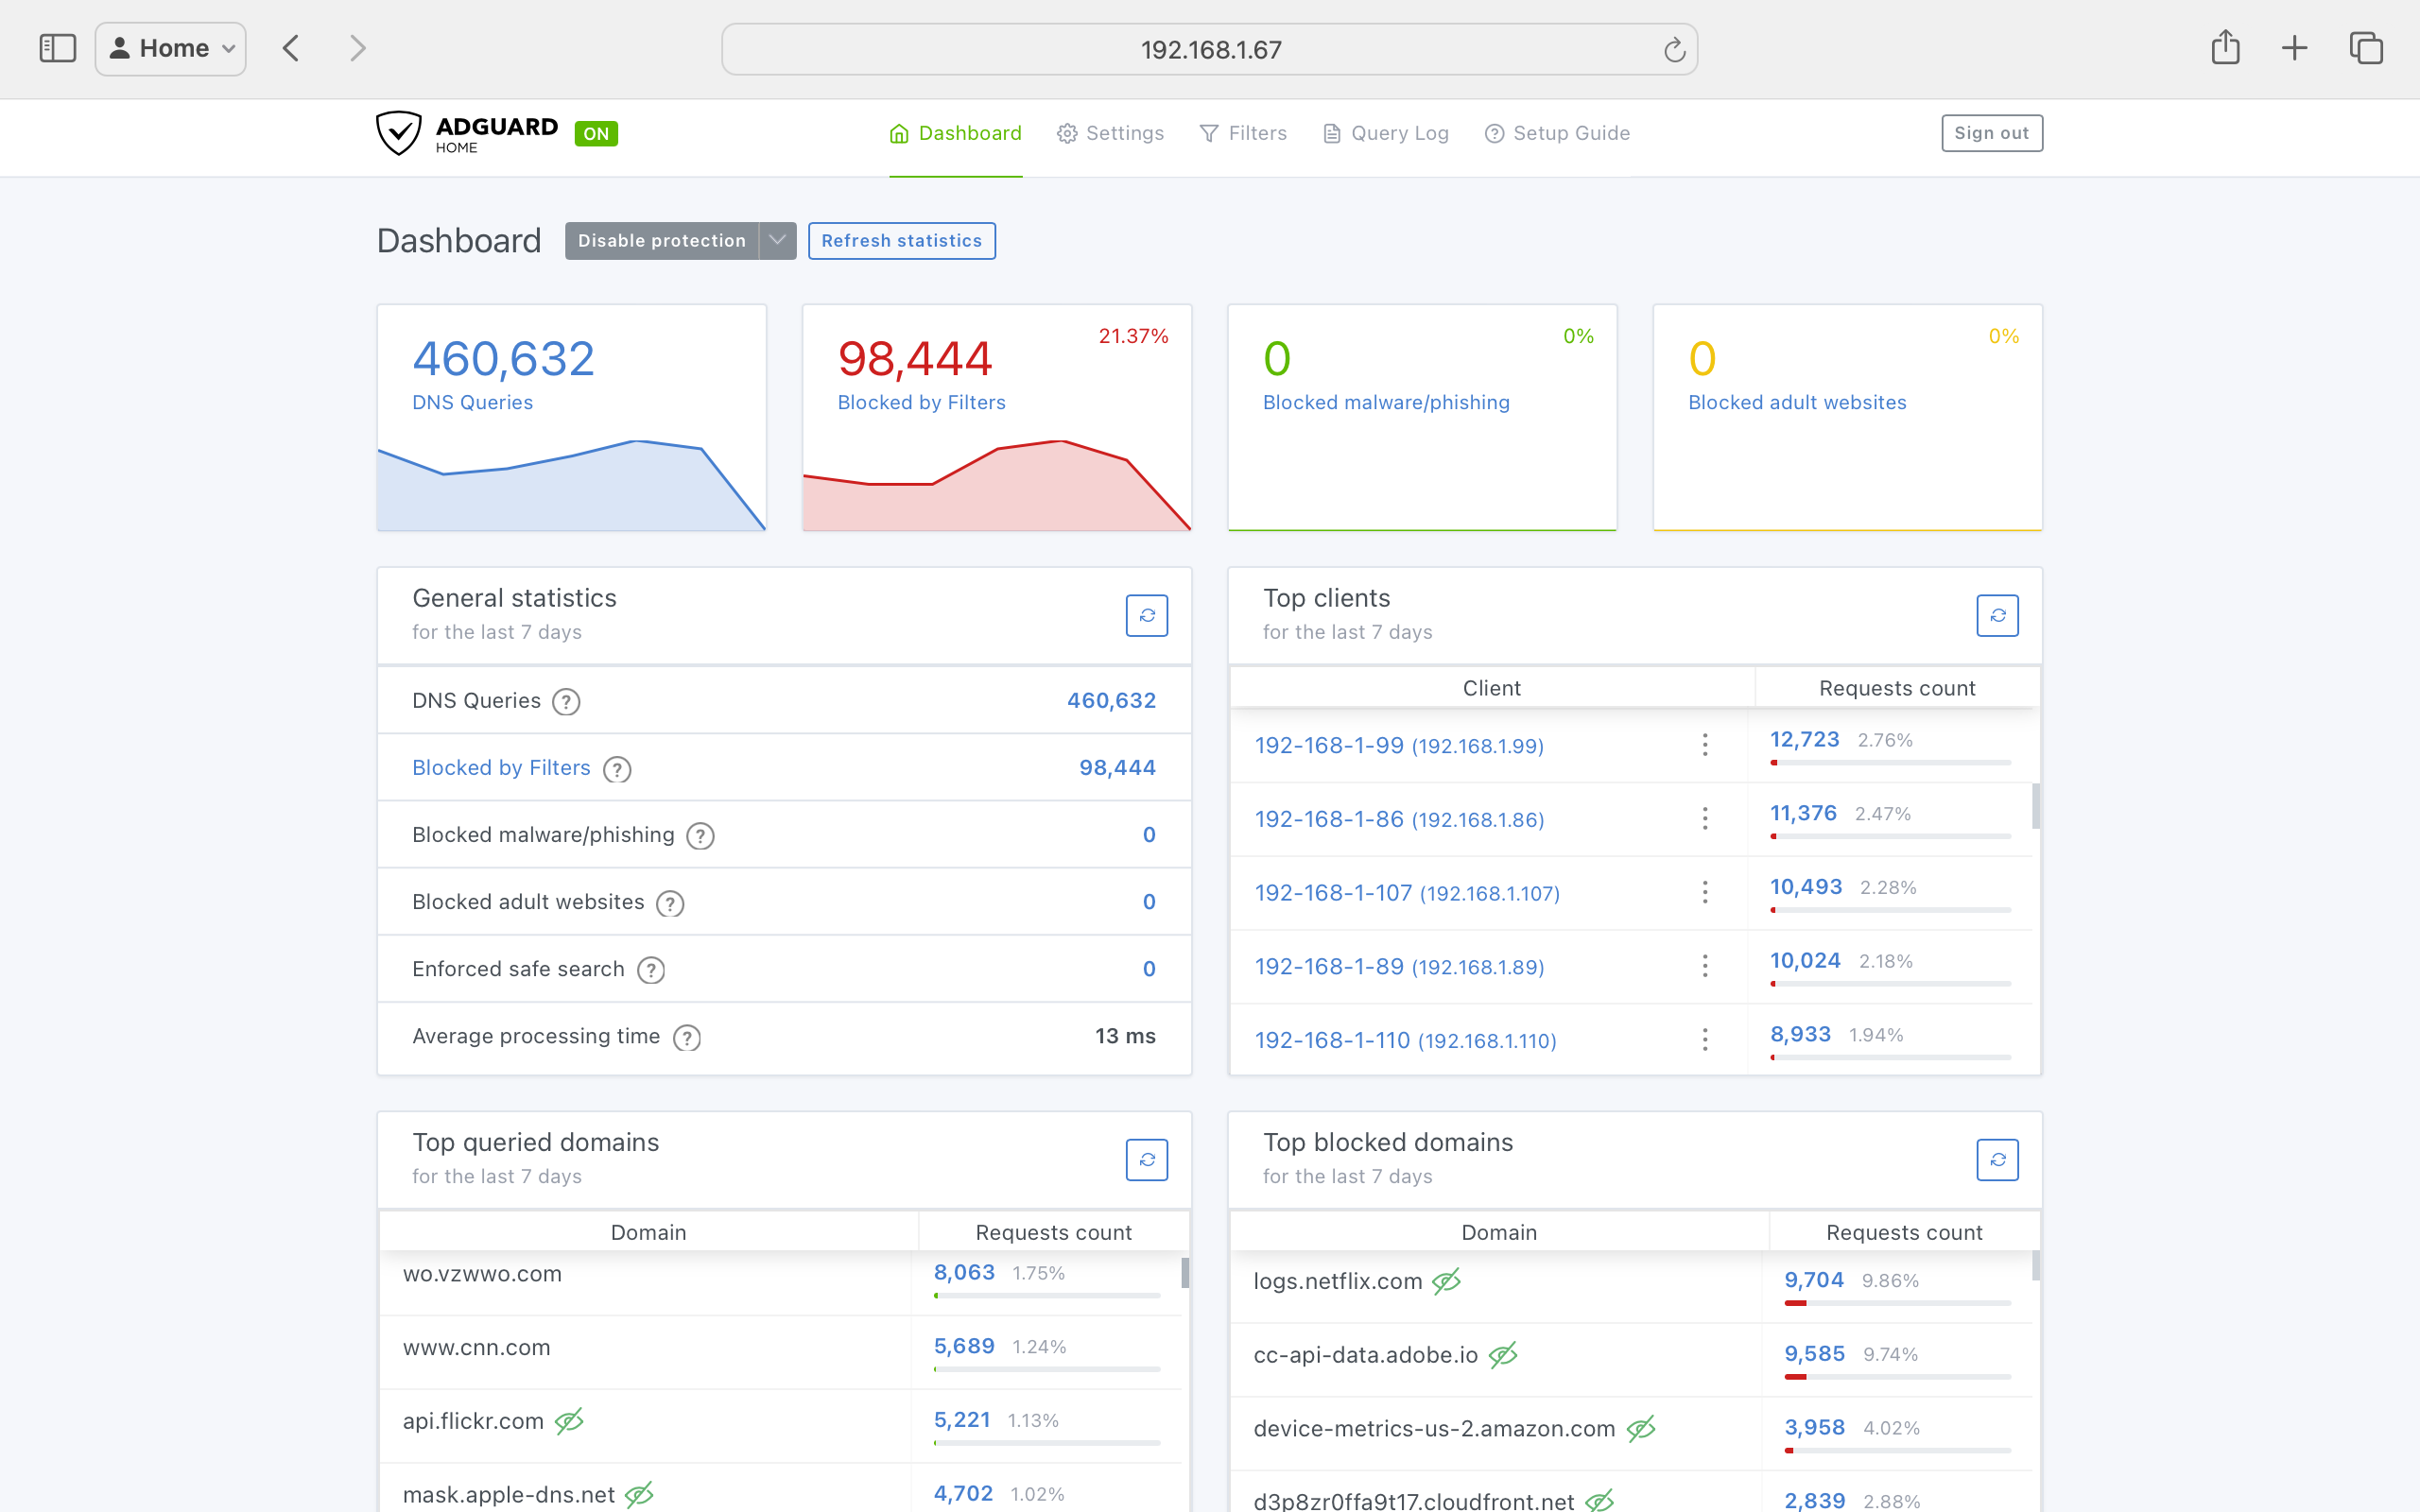 Home
192.168.1.67
ADGUARD
HOME
ON
Dashboard
Settings
Filters
Query Log
Setup Guide
Sign out
Dashboard
Disable protection
Refresh statistics
460,632
DNS Queries
21.37%
98,444
Blocked by Filters
0%
0
Blocked malware/phishing
0%
0
Blocked adult websites
General statistics
for the last 7 days
DNS Queries ? 460,632
Blocked by Filters ? 98,444
Blocked malware/phishing ? 0
Blocked adult websites ? 0
Enforced safe search ? 0
Average processing time ? 13 ms
Top clients
for the last 7 days
Client Requests count
192-168-1-99 (192.168.1.99) 12,723 2.76%
192-168-1-86 (192.168.1.86) 11,376 2.47%
192-168-1-107 (192.168.1.107) 10,493 2.28%
192-168-1-89 (192.168.1.89) 10,024 2.18%
192-168-1-110 (192.168.1.110) 8,933 1.94%
Top queried domains
for the last 7 days
Domain Requests count
wo.vzwwo.com 8,063 1.75%
www.cnn.com 5,689 1.24%
api.flickr.com 5,221 1.13%
mask.apple-dns.net 4,702 1.02%
Top blocked domains
for the last 7 days
Domain Requests count
logs.netflix.com 9,704 9.86%
cc-api-data.adobe.io 9,585 9.74%
device-metrics-us-2.amazon.com 3,958 4.02%
d3p8zr0ffa9t17.cloudfront.net 2,839 2.88%